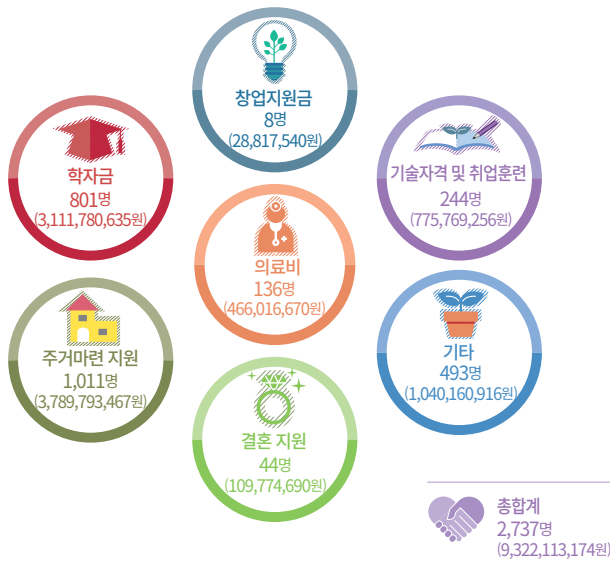 창업지원금
8명
(28,817,540원)
학자금
801명
(3,111,780,635원)
기술자격 및 취업훈련
244명
(775,769,256원)
의료비
136명
(466,016,670원)
주거마련 지원
1,011명
(3,789,793,467원)
기타
493명
(1,040,160,916원)
결혼 지원
44명
(109,774,690원)
총합계
2,737명
(9,322,113,174원)